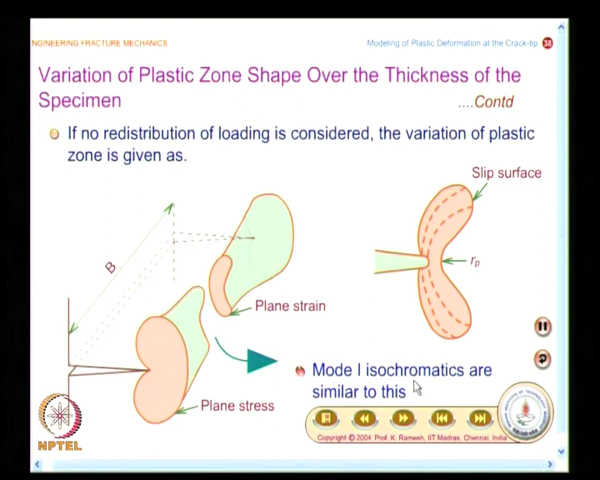 NGINEERING FRACTURE MECHANICS
Modeling of Plastic Deformation at the Crack-tip 38
Variation of Plastic Zone Shape Over the Thickness of the
Specimen
....Contd
If no redistribution of loading is considered, the variation of plastic
zone is given as.
Slip surface
B
rp
Plane strain
Mode I isochromatics are
similar to this
Plane stress
NPTEL
Copyright © 2004 Prof. K. Ramesh, IIT Madras, Chennai, India